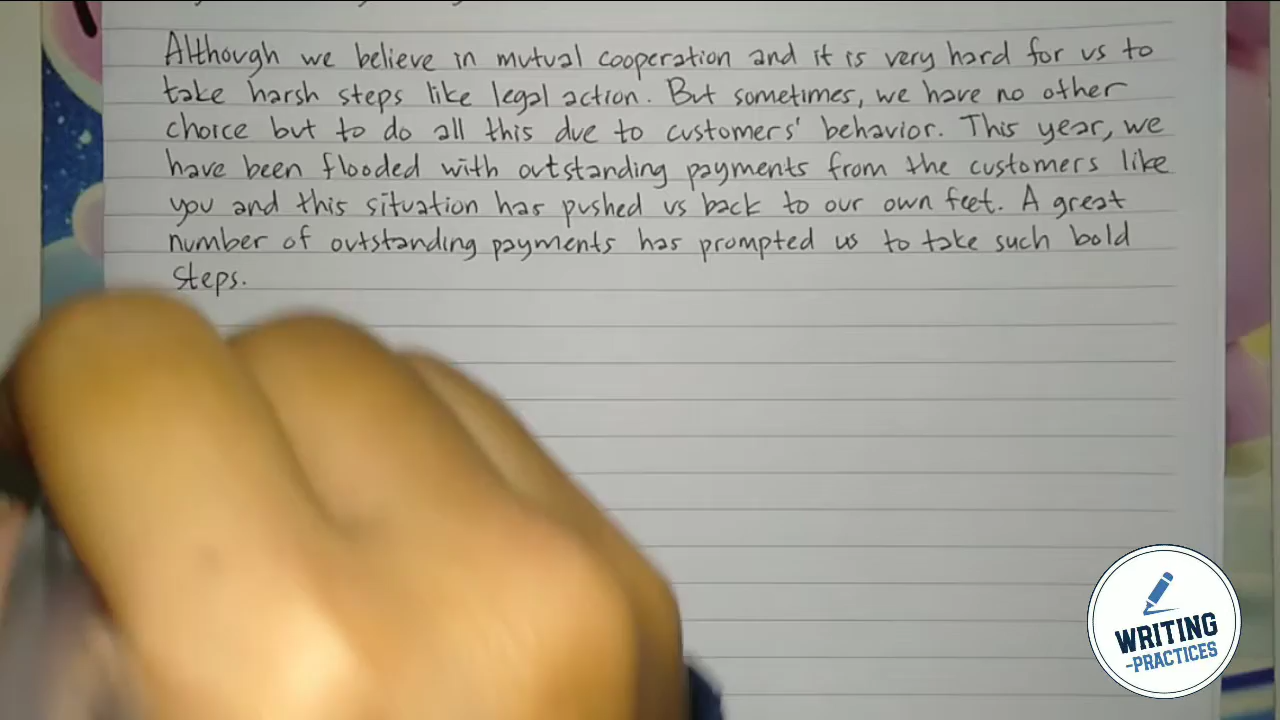 Although we believe in mutual cooperation and it is very hard for us to
take harsh steps like legal action. But sometimes, we have no other
choice but to do all this due to customers' behavior. This year, we
have been flooded with outstanding payments from the customers like
you and this situation has pushed us back to our own feet. A great
number of outstanding payments has prompted us to take such bold
steps.
WRITING
-PRACTICES